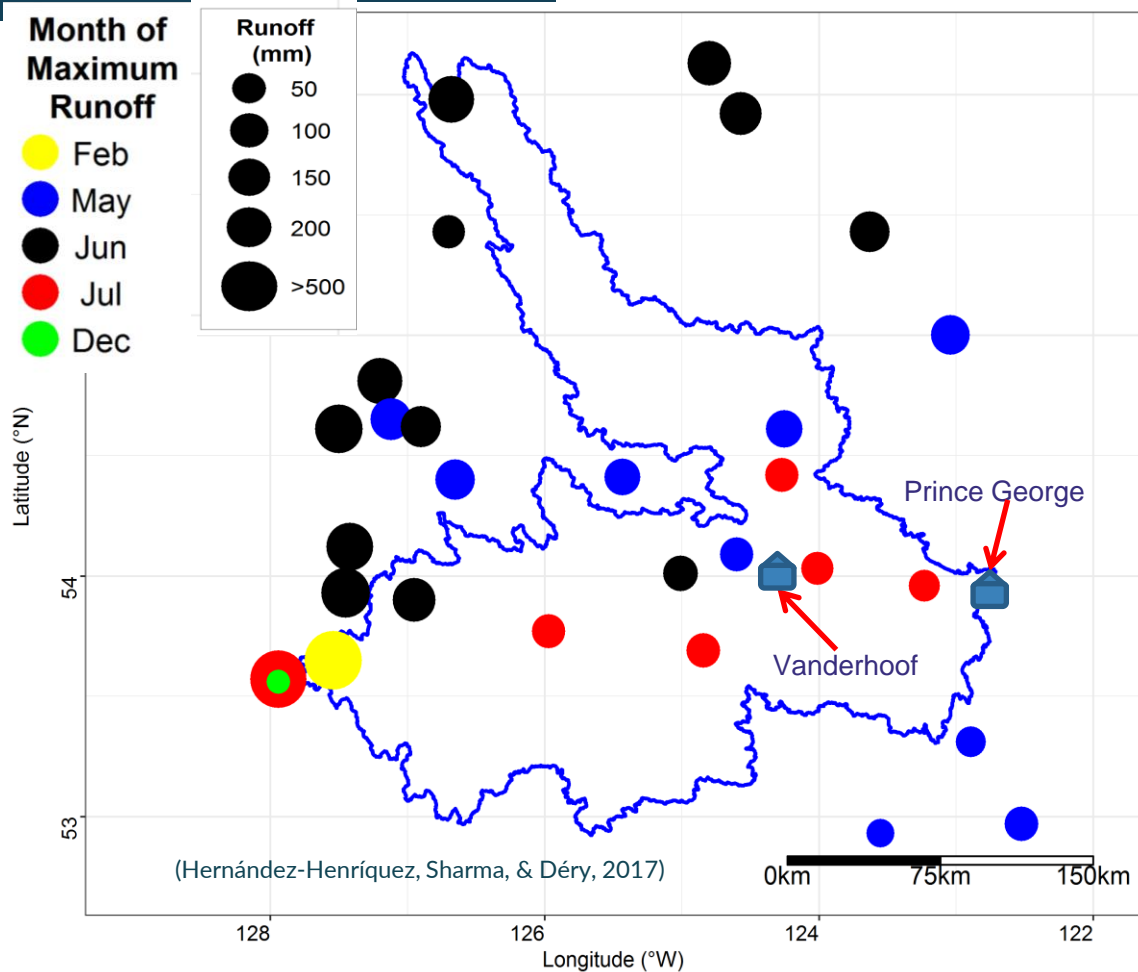 Month of
Maximum
Runoff
Feb
May
Jun
Jul
Dec
Runoff
(mm)
50
100
150
200
>500
Prince George
Vanderhoof
Latitude (°N)
54
53
(Hernández-Henríquez, Sharma, & Déry, 2017)
0km 75km 150km
128 126 124 122
Longitude (°W)